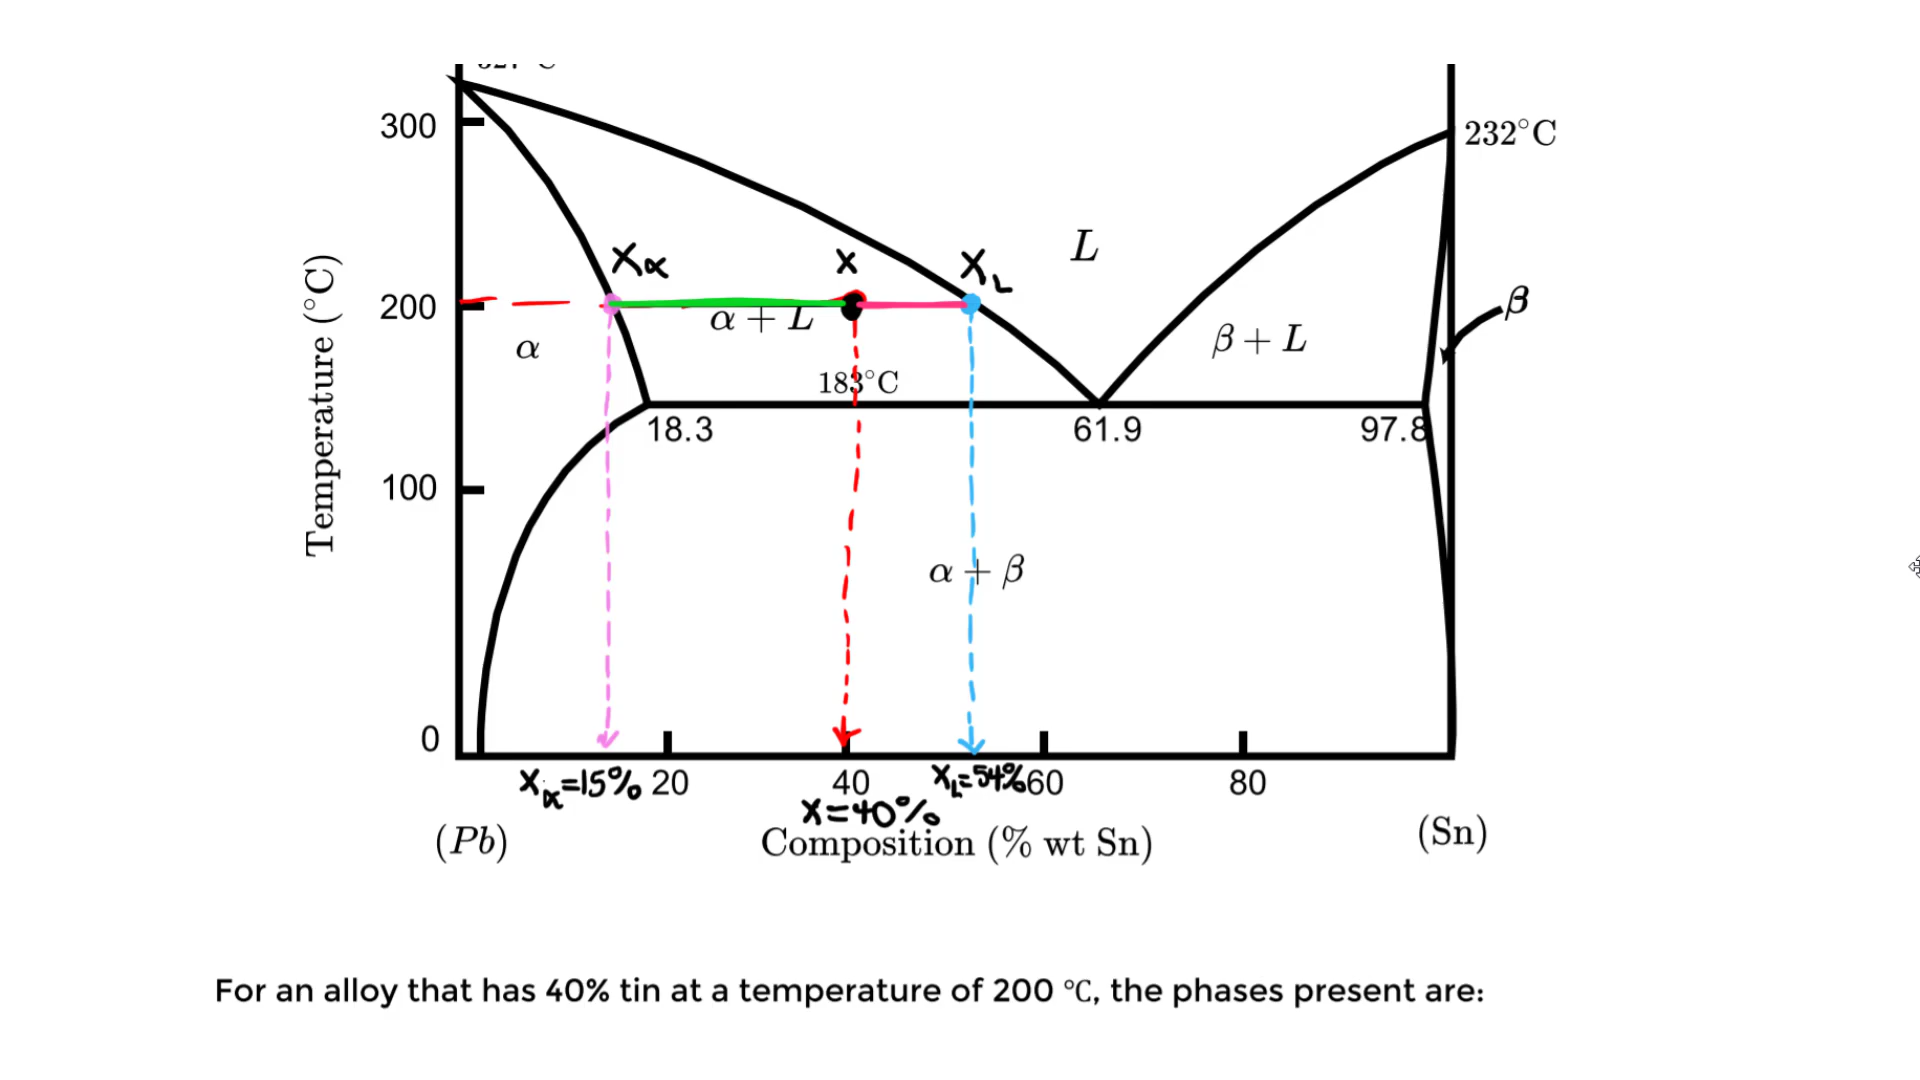 300
232°C
Xα
X
X_L
L
Temperature (°C)
200
α + L
β
α
β + L
183°C
18.3
61.9
97.8
100
α + β
0
Xα=15%
20
40
X_L=54%
60
80
X=40%
(Pb)
Composition (% wt Sn)
(Sn)
For an alloy that has 40% tin at a temperature of 200 °C, the phases present are: